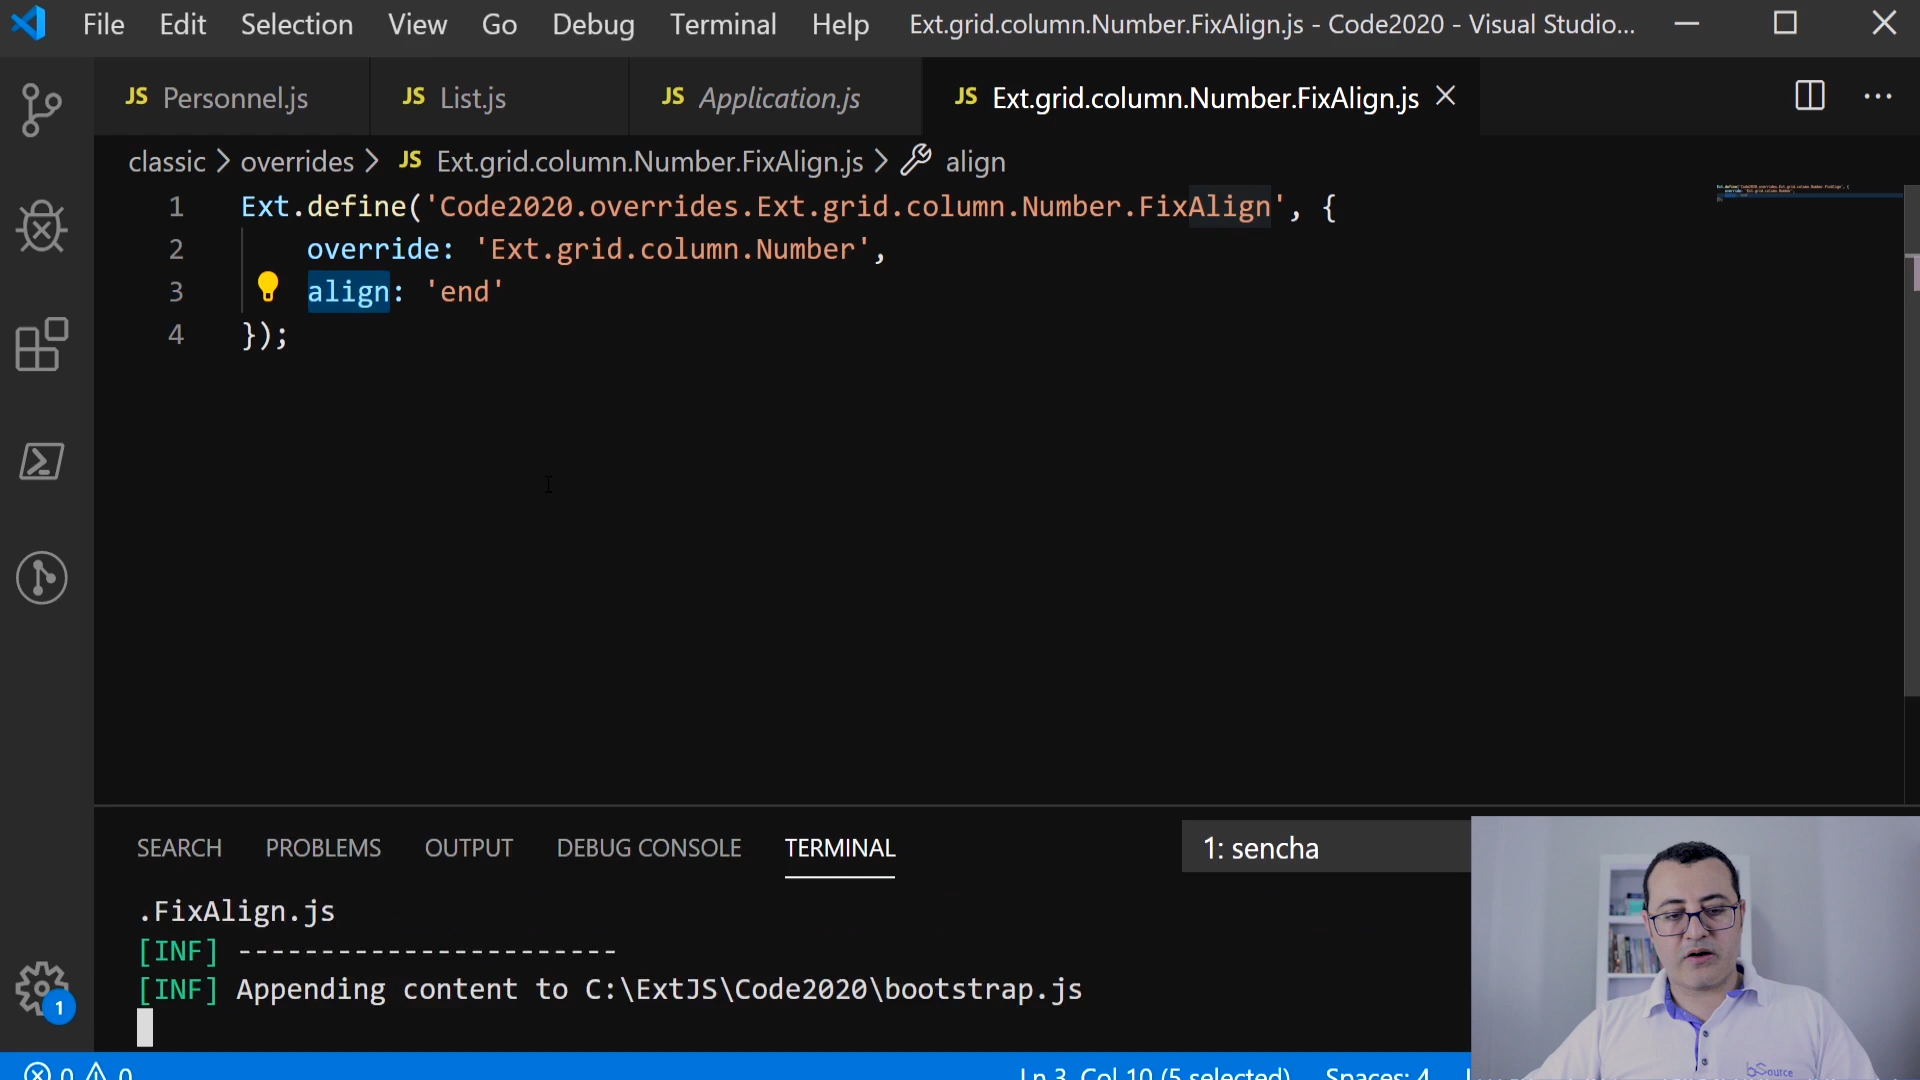 File Edit Selection View Go Debug Terminal Help Ext.grid.column.Number.FixAlign.js - Code2020 - Visual Studio...
JS Personnel.js JS List.js JS Application.js JS Ext.grid.column.Number.FixAlign.js
classic > overrides > JS Ext.grid.column.Number.FixAlign.js > align
1 Ext.define('Code2020.overrides.Ext.grid.column.Number.FixAlign', {
2 override: 'Ext.grid.column.Number',
3 align: 'end'
4 });
SEARCH PROBLEMS OUTPUT DEBUG CONSOLE TERMINAL 1: sencha
.FixAlign.js
[INF] -----------------------
[INF] Appending content to C:\ExtJS\Code2020\bootstrap.js
1
0 0 Ln 3, Col 10 (5 selected) Spaces: 4
bSource